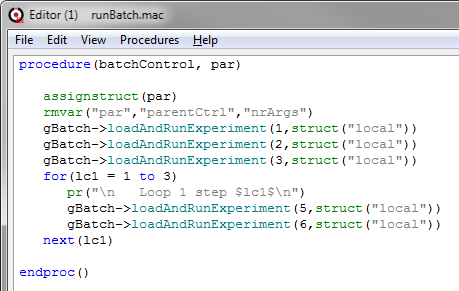 Editor (1) runBatch.mac
File Edit View Procedures Help
procedure(batchControl, par)
assignstruct(par)
rmvar("par","parentCtrl","nrArgs")
gBatch->loadAndRunExperiment(1,struct("local"))
gBatch->loadAndRunExperiment(2,struct("local"))
gBatch->loadAndRunExperiment(3,struct("local"))
for(lc1 = 1 to 3)
pr("\n   Loop 1 step $lc1$\n")
gBatch->loadAndRunExperiment(5,struct("local"))
gBatch->loadAndRunExperiment(6,struct("local"))
next(lc1)
endproc()